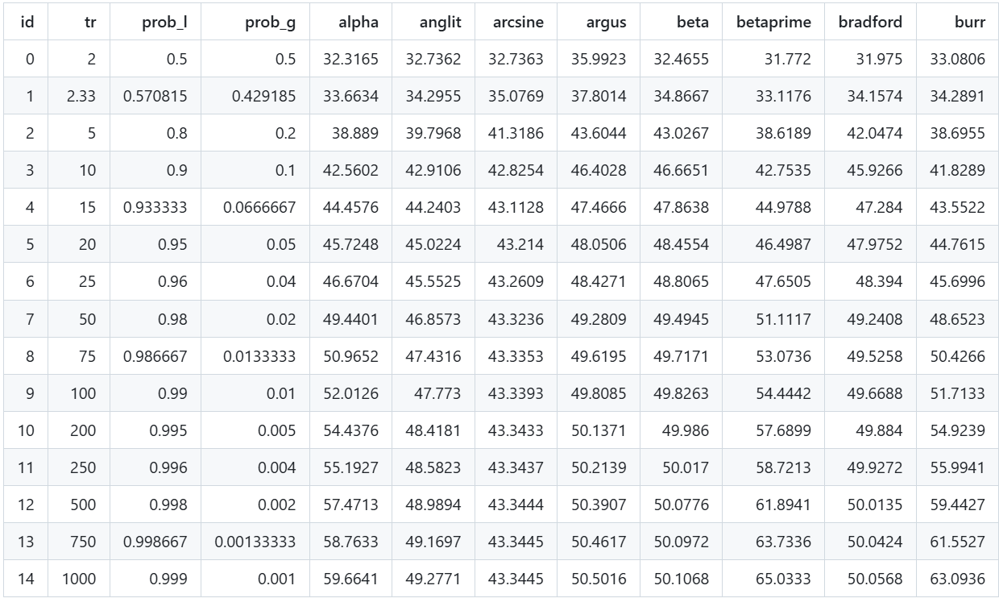 id tr prob_l prob_g alpha anglit arcsine argus beta betaprime bradford burr
0 2 0.5 0.5 32.3165 32.7362 32.7363 35.9923 32.4655 31.772 31.975 33.0806
1 2.33 0.570815 0.429185 33.6634 34.2955 35.0769 37.8014 34.8667 33.1176 34.1574 34.2891
2 5 0.8 0.2 38.889 39.7968 41.3186 43.6044 43.0267 38.6189 42.0474 38.6955
3 10 0.9 0.1 42.5602 42.9106 42.8254 46.4028 46.6651 42.7535 45.9266 41.8289
4 15 0.933333 0.0666667 44.4576 44.2403 43.1128 47.4666 47.8638 44.9788 47.284 43.5522
5 20 0.95 0.05 45.7248 45.0224 43.214 48.0506 48.4554 46.4987 47.9752 44.7615
6 25 0.96 0.04 46.6704 45.5525 43.2609 48.4271 48.8065 47.6505 48.394 45.6996
7 50 0.98 0.02 49.4401 46.8573 43.3236 49.2809 49.4945 51.1117 49.2408 48.6523
8 75 0.986667 0.0133333 50.9652 47.4316 43.3353 49.6195 49.7171 53.0736 49.5258 50.4266
9 100 0.99 0.01 52.0126 47.773 43.3393 49.8085 49.8263 54.4442 49.6688 51.7133
10 200 0.995 0.005 54.4376 48.4181 43.3433 50.1371 49.986 57.6899 49.884 54.9239
11 250 0.996 0.004 55.1927 48.5823 43.3437 50.2139 50.017 58.7213 49.9272 55.9941
12 500 0.998 0.002 57.4713 48.9894 43.3444 50.3907 50.0776 61.8941 50.0135 59.4427
13 750 0.998667 0.00133333 58.7633 49.1697 43.3445 50.4617 50.0972 63.7336 50.0424 61.5527
14 1000 0.999 0.001 59.6641 49.2771 43.3445 50.5016 50.1068 65.0333 50.0568 63.0936